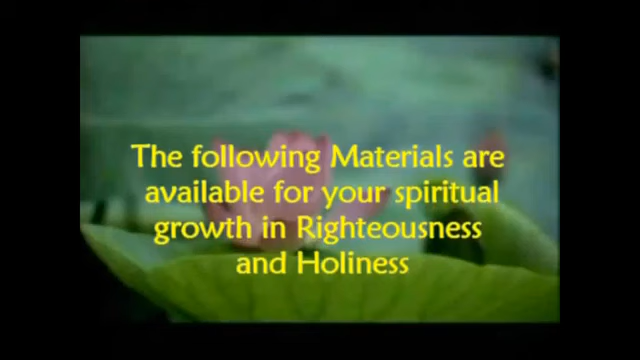 The following Materials are
available for your spiritual
growth in Righteousness
and Holiness